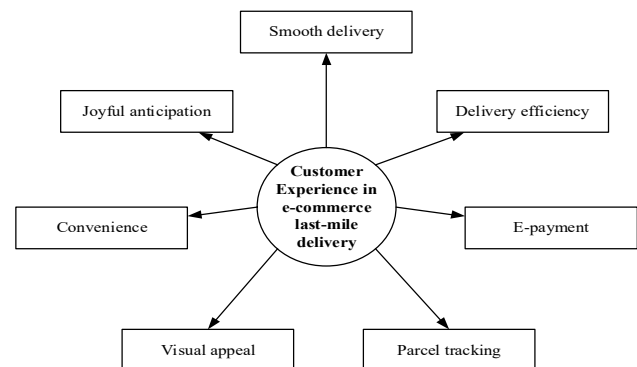 Smooth delivery
Joyful anticipation
Delivery efficiency
Customer
Experience in
e-commerce
last-mile
delivery
Convenience
E-payment
Visual appeal
Parcel tracking